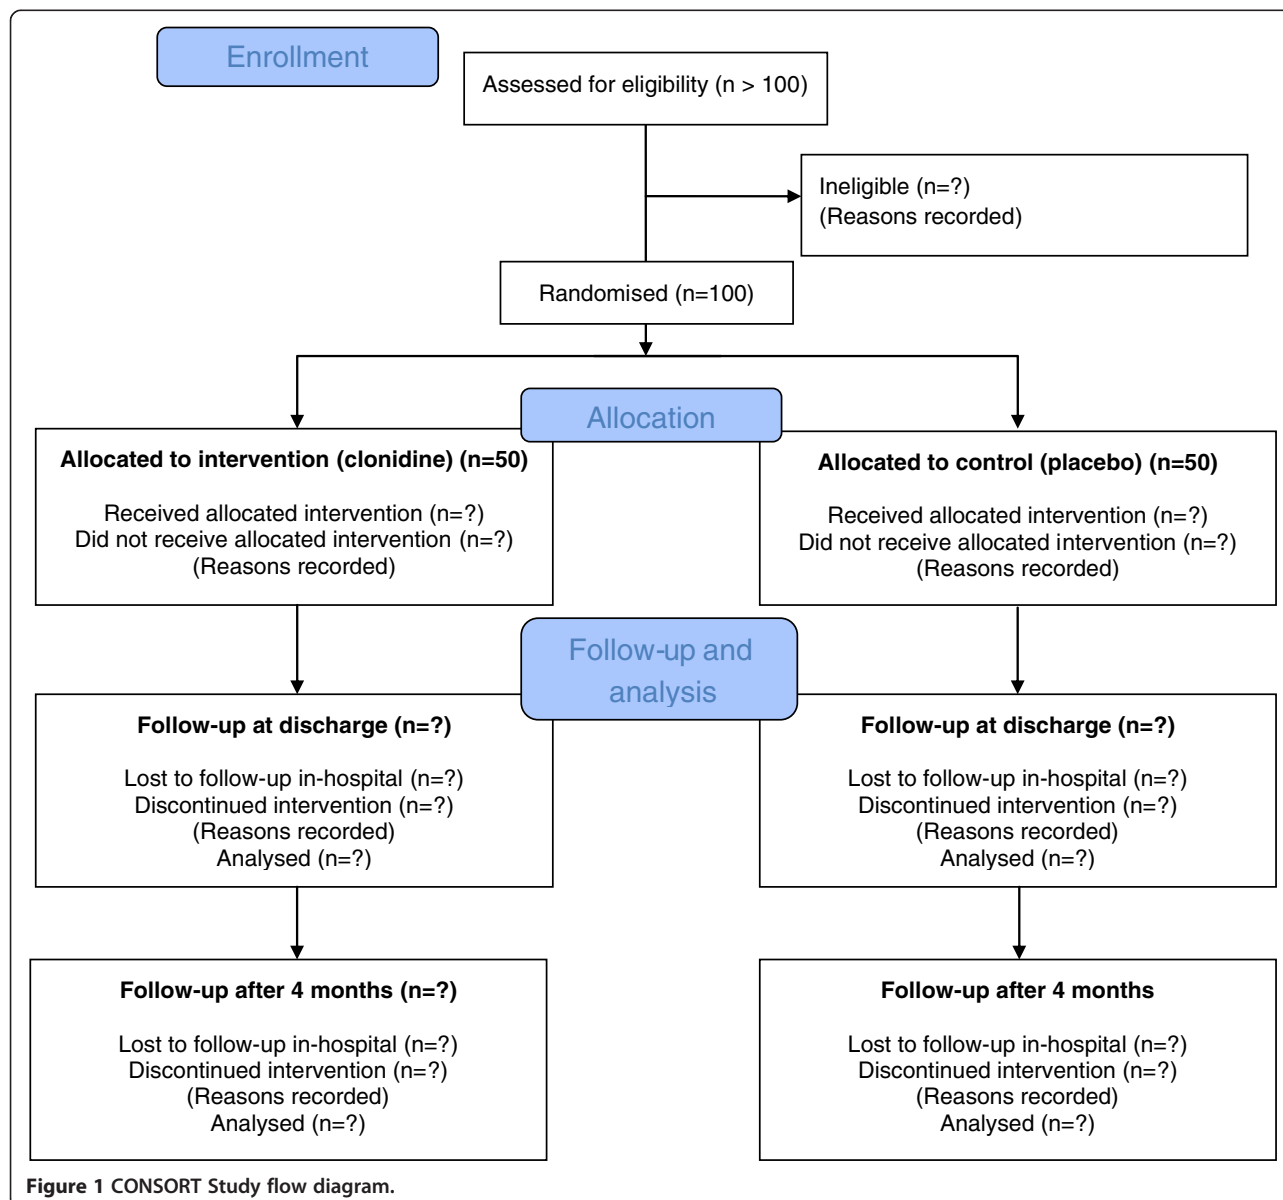 Enrollment
Assessed for eligibility (n > 100)
Ineligible (n=?)
(Reasons recorded)
Randomised (n=100)
Allocation
Allocated to intervention (clonidine) (n=50)
Received allocated intervention (n=?)
Did not receive allocated intervention (n=?)
(Reasons recorded)
Allocated to control (placebo) (n=50)
Received allocated intervention (n=?)
Did not receive allocated intervention (n=?)
(Reasons recorded)
Follow-up and
analysis
Follow-up at discharge (n=?)
Lost to follow-up in-hospital (n=?)
Discontinued intervention (n=?)
(Reasons recorded)
Analysed (n=?)
Follow-up at discharge (n=?)
Lost to follow-up in-hospital (n=?)
Discontinued intervention (n=?)
(Reasons recorded)
Analysed (n=?)
Follow-up after 4 months (n=?)
Lost to follow-up in-hospital (n=?)
Discontinued intervention (n=?)
(Reasons recorded)
Analysed (n=?)
Follow-up after 4 months
Lost to follow-up in-hospital (n=?)
Discontinued intervention (n=?)
(Reasons recorded)
Analysed (n=?)
Figure 1 CONSORT Study flow diagram.